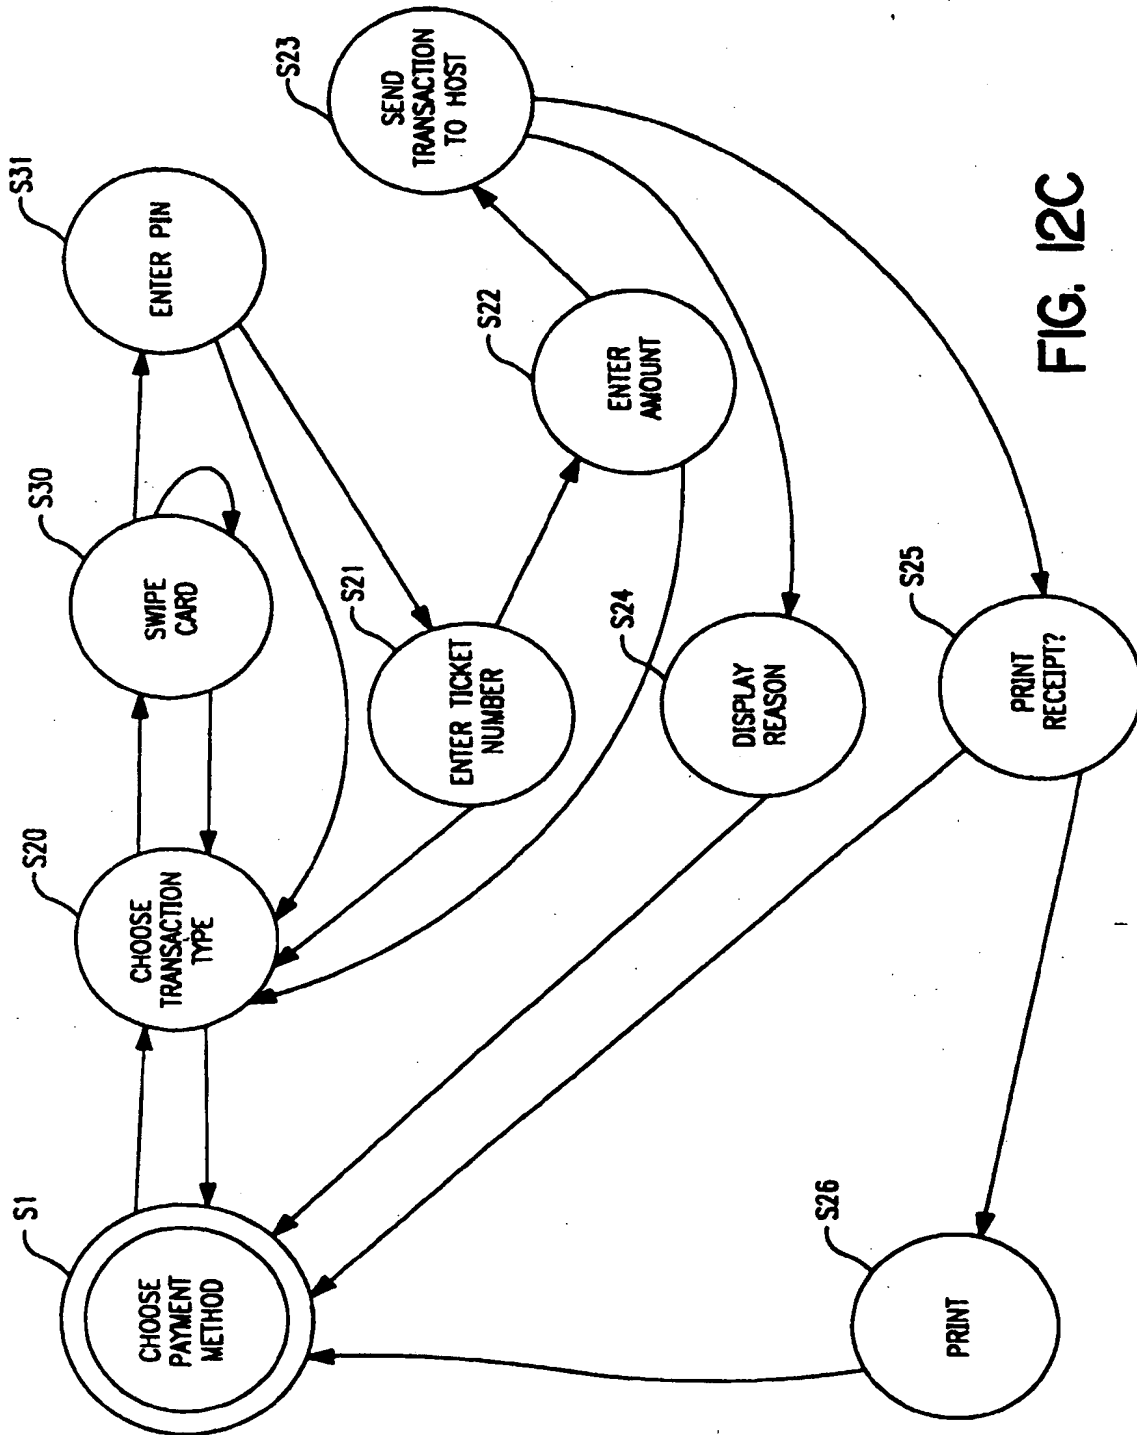 S1
CHOOSE
PAYMENT
METHOD
S20
CHOOSE
TRANSACTION
TYPE
S30
SWIPE
CARD
S31
ENTER PIN
S21
ENTER TICKET
NUMBER
S22
ENTER
AMOUNT
S23
SEND
TRANSACTION
TO HOST
S24
DISPLAY
REASON
S25
PRINT
RECEIPT?
S26
PRINT
FIG. 12C